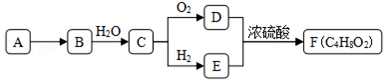 A B H₂O C O₂ D H₂ E 浓硫酸 F(C₄H₈O₂)